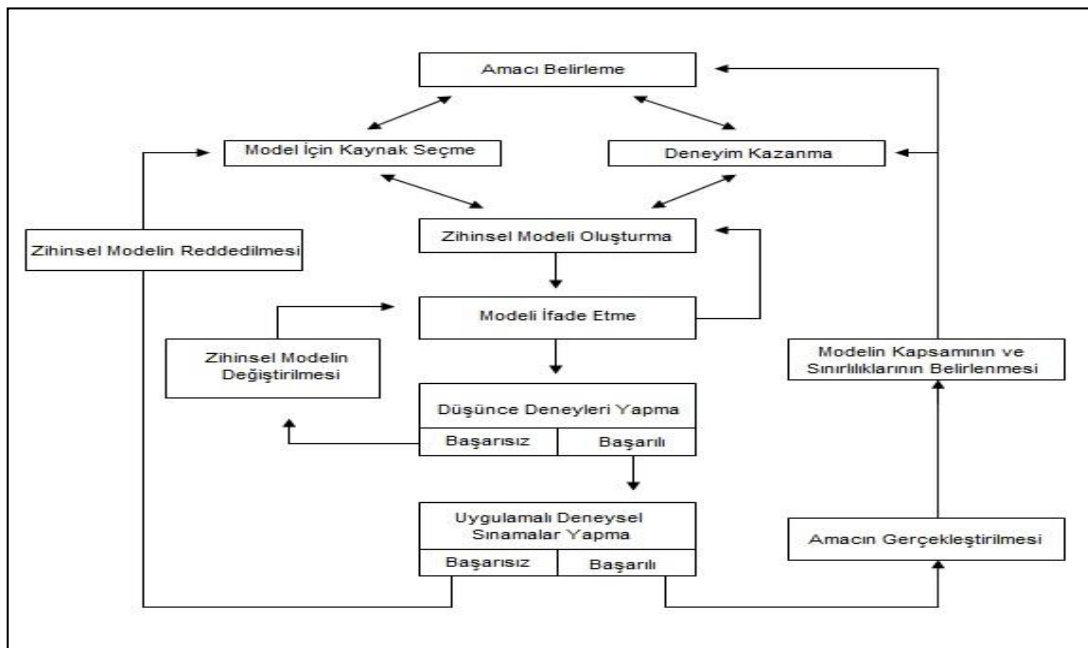 Amacı Belirleme
Model İçin Kaynak Seçme
Deneyim Kazanma
Zihinsel Modeli Oluşturma
Zihinsel Modelin Reddedilmesi
Modeli İfade Etme
Zihinsel Modelin
Değiştirilmesi
Modelin Kapsamının ve
Sınırlılıklarının Belirlenmesi
Düşünce Deneyleri Yapma
Başarısız
Başarılı
Uygulamalı Deneysel
Sınamalar Yapma
Başarısız
Başarılı
Amacın Gerçekleştirilmesi